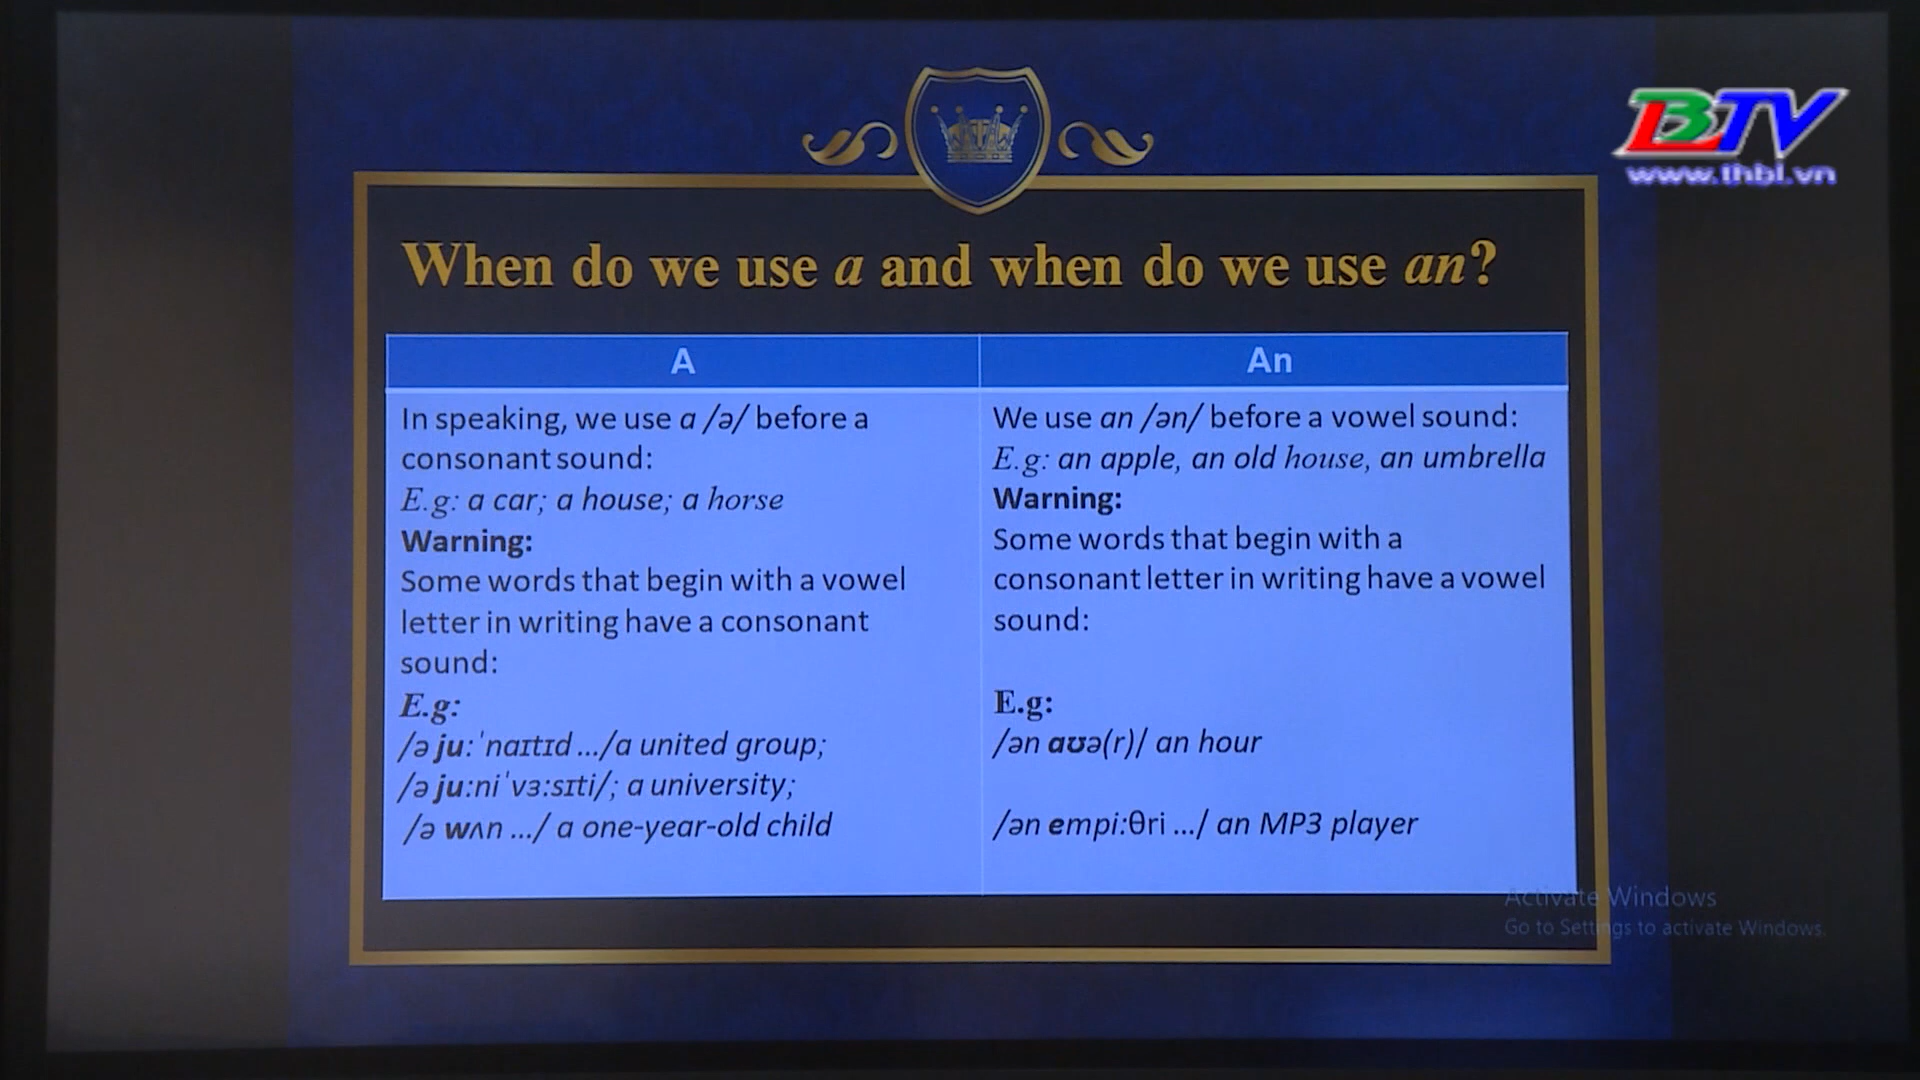 BTV
www.thbl.vn
When do we use a and when do we use an?
A
In speaking, we use a /ə/ before a
consonant sound:
E.g: a car; a house; a horse
Warning:
Some words that begin with a vowel
letter in writing have a consonant
sound:
E.g:
/ə ju:ˈnaɪtɪd .../a united group;
/ə ju:niˈvɜ:sɪti/; a university;
/ə wʌn .../ a one-year-old child
An
We use an /ən/ before a vowel sound:
E.g: an apple, an old house, an umbrella
Warning:
Some words that begin with a
consonant letter in writing have a vowel
sound:
E.g:
/ən aʊə(r)/ an hour
/ən empi:θri .../ an MP3 player
Activate Windows
Go to Settings to activate Windows.